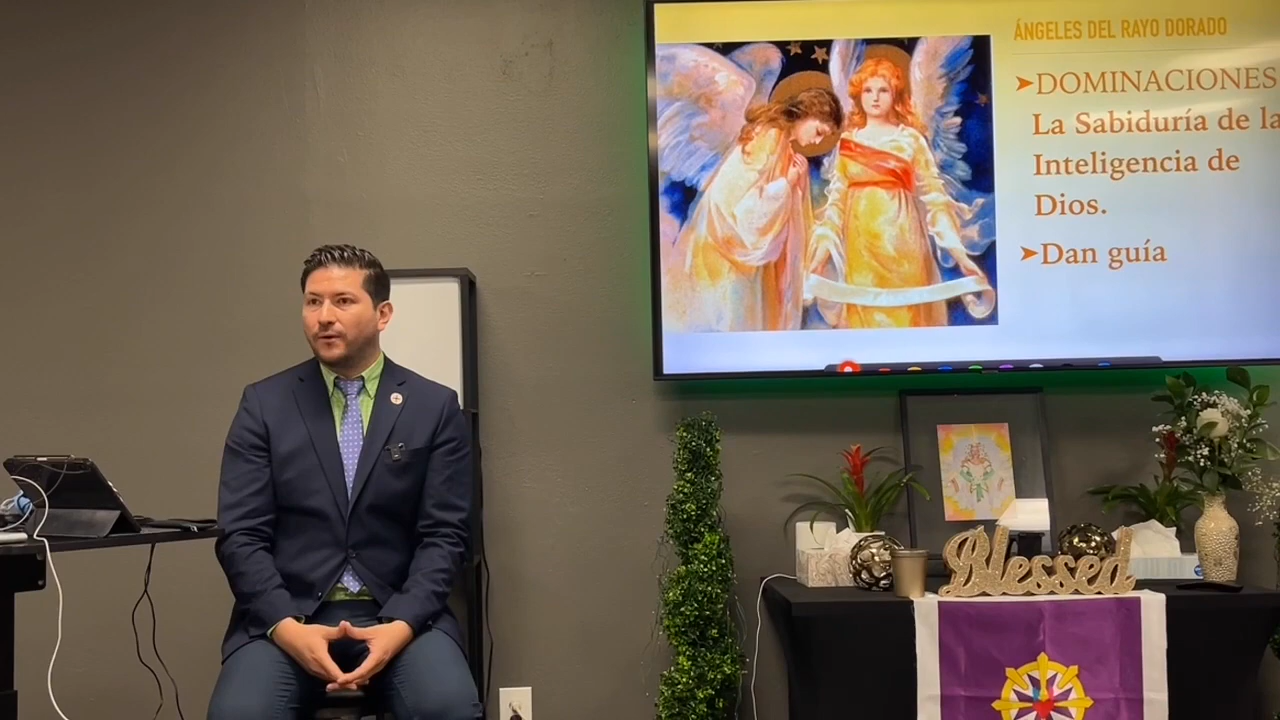 ÁNGELES DEL RAYO DORADO
➤DOMINACIONES
La Sabiduría de la
Inteligencia de
Dios.
➤Dan guía
Blessed